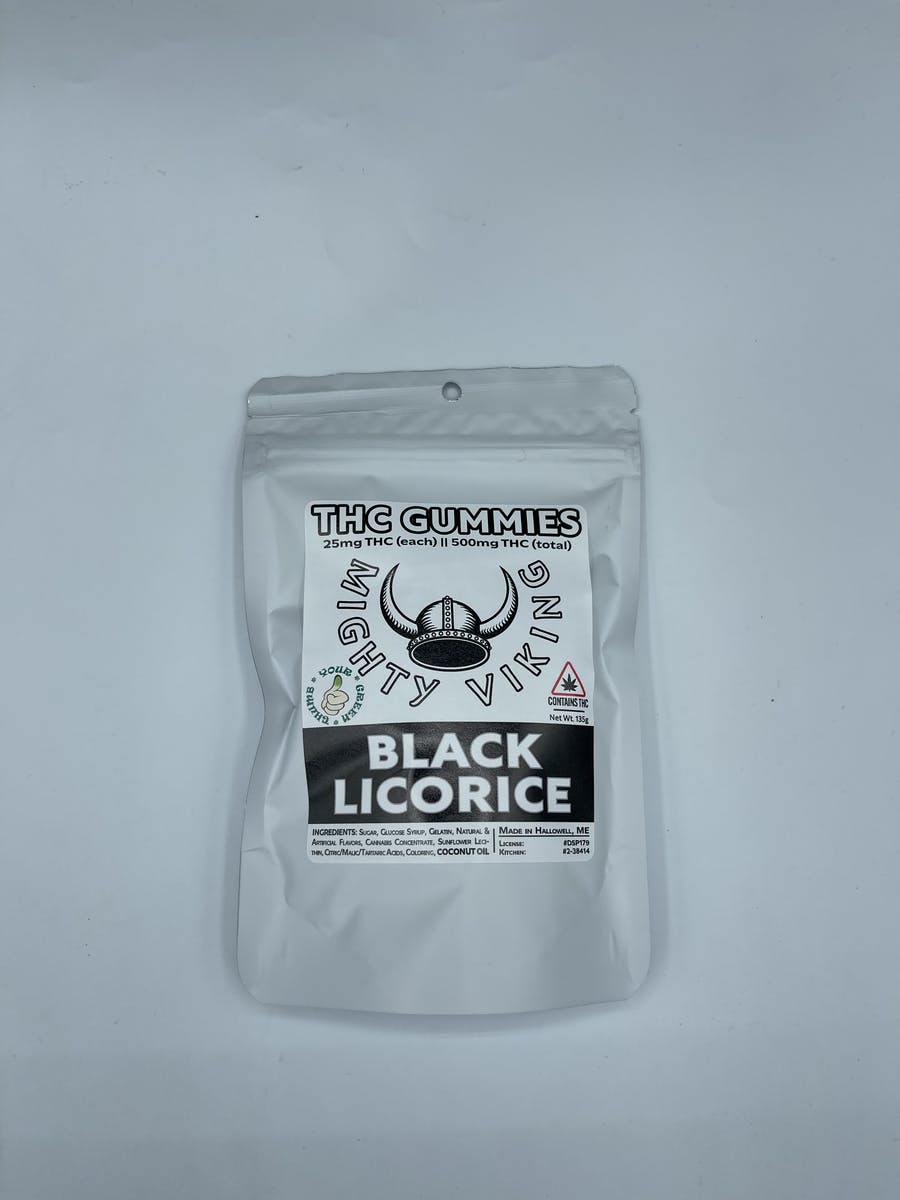 THC GUMMIES
25mg THC (each) || 500mg THC (total)
MIGHTY VIKING
YOUR GREEN THUMB
CONTAINS THC
Net Wt. 135g
BLACK
LICORICE
INGREDIENTS: SUGAR, GLUCOSE SYRUP, GELATIN, NATURAL &
ARTIFICIAL FLAVORS, CANNABIS CONCENTRATE, SUNFLOWER LECI-
THIN, CITRIC/MALIC/TARTARIC ACIDS, COLORING, COCONUT OIL
MADE IN HALLOWELL, ME
LICENSE: #DSP179
KITCHEN: #2-38414